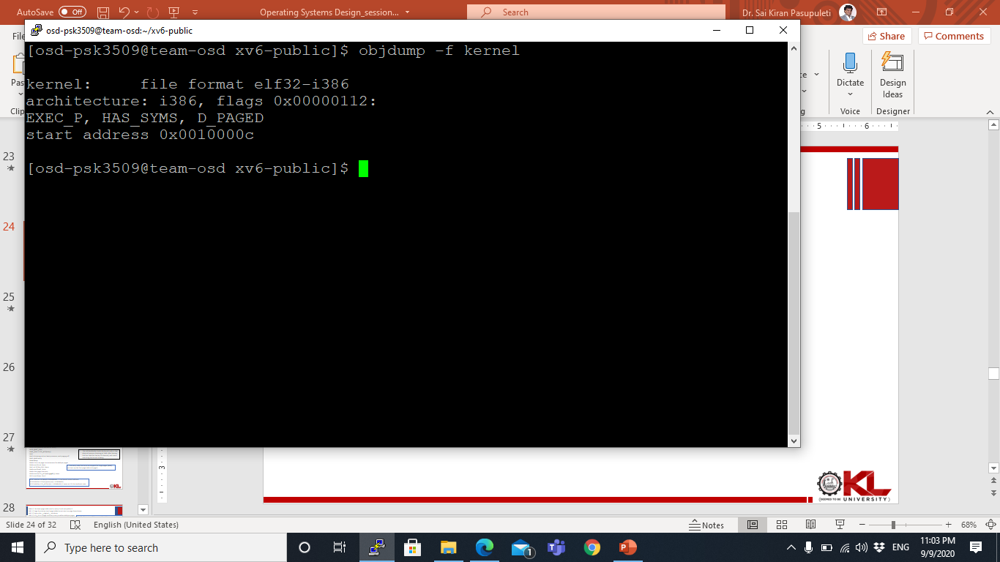 AutoSave Off Operating Systems Design_session... Search Dr. Sai Kiran Pasupuleti
File
Share Comments
osd-psk3509@team-osd:~/xv6-public
[osd-psk3509@team-osd xv6-public]$ objdump -f kernel
kernel:     file format elf32-i386
architecture: i386, flags 0x00000112:
EXEC_P, HAS_SYMS, D_PAGED
start address 0x0010000c
[osd-psk3509@team-osd xv6-public]$
Dictate
Design
Ideas
Voice Designer
5 6
23
24
25
26
27
28
3
KL
(DEEMED TO BE UNIVERSITY)
Slide 24 of 32 English (United States) Notes 68%
Type here to search 1 ENG 11:03 PM
9/9/2020